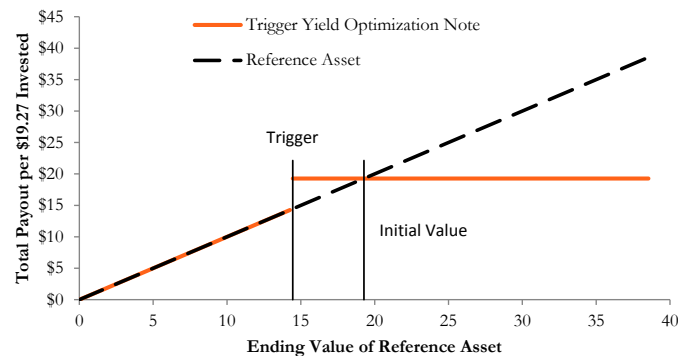 Trigger Yield Optimization Note
Reference Asset
Total Payout per $19.27 Invested
$45
$40
$35
$30
$25
$20
$15
$10
$5
$0
Trigger
Initial Value
0 5 10 15 20 25 30 35 40
Ending Value of Reference Asset